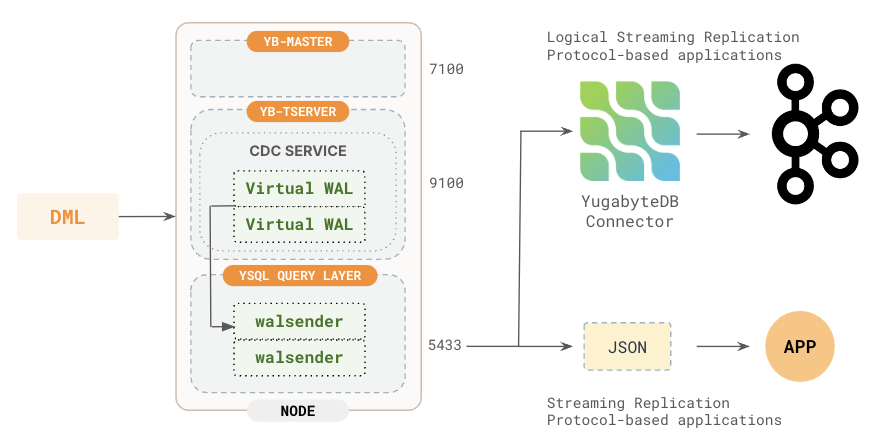 YB-MASTER
7100
YB-TSERVER
CDC SERVICE
Virtual WAL
Virtual WAL
9100
DML
YSQL QUERY LAYER
walsender
walsender
5433
NODE
Logical Streaming Replication
Protocol-based applications
YugabyteDB
Connector
JSON
APP
Streaming Replication
Protocol-based applications